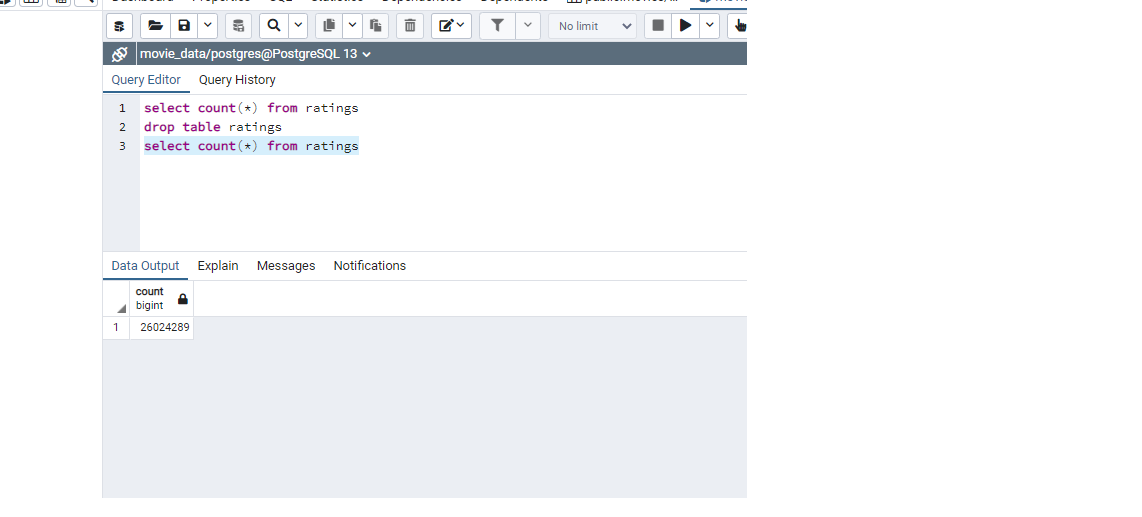 movie_data/postgres@PostgreSQL 13
No limit
Query Editor Query History
1 select count(*) from ratings
2 drop table ratings
3 select count(*) from ratings
Data Output Explain Messages Notifications
count
bigint
1 26024289